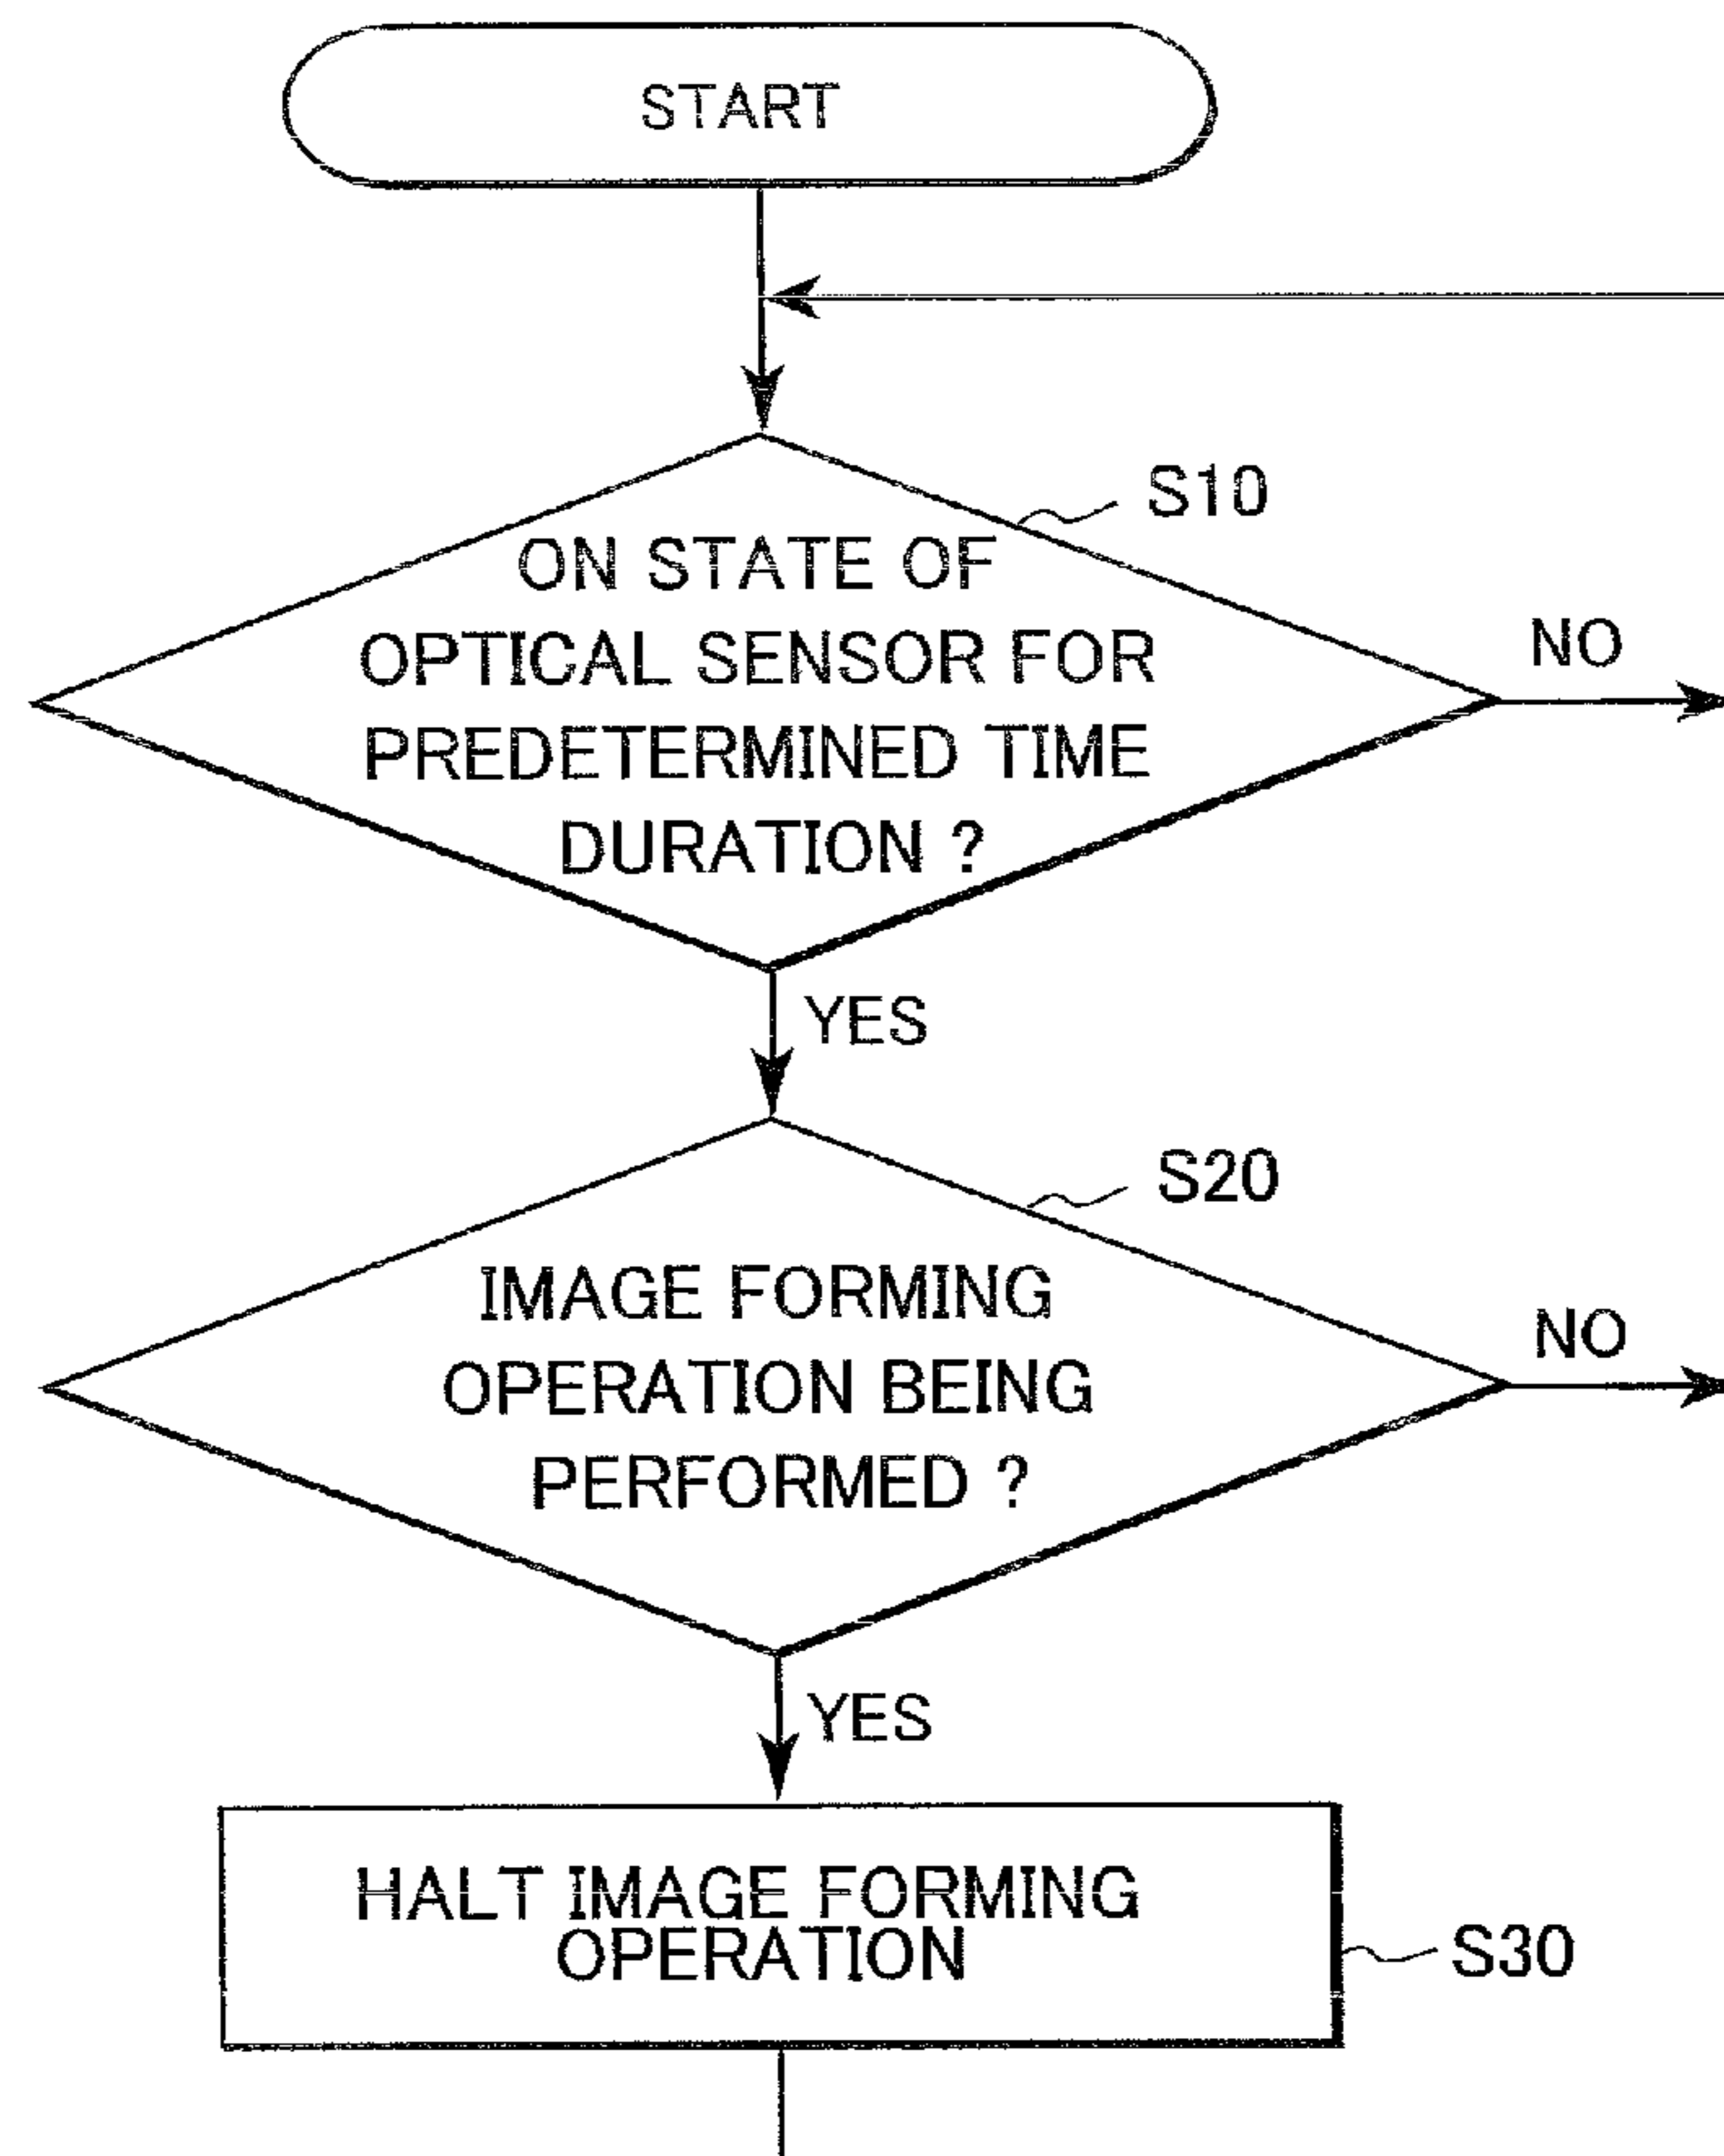 START
S10
ON STATE OF
OPTICAL SENSOR FOR
PREDETERMINED TIME
DURATION ?
NO
YES
S20
IMAGE FORMING
OPERATION BEING
PERFORMED ?
NO
YES
HALT IMAGE FORMING
OPERATION
S30